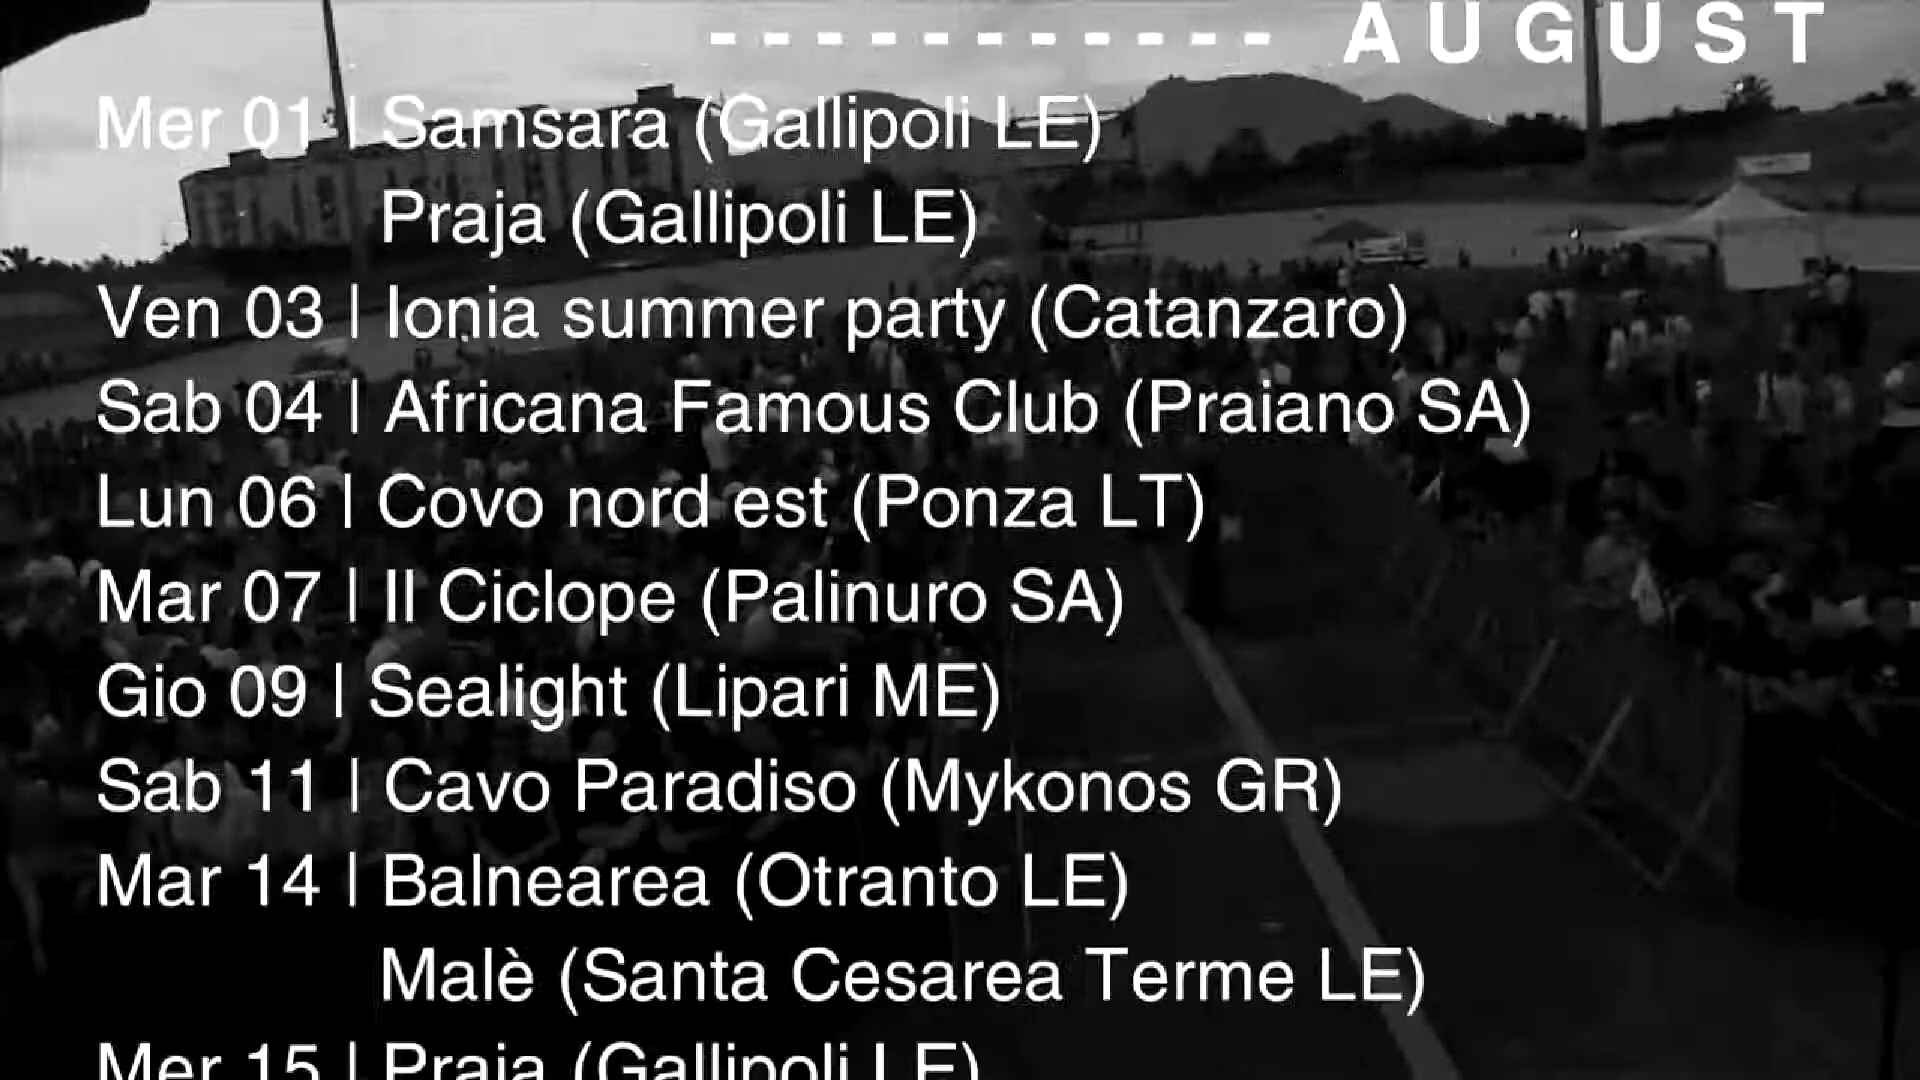 ----------- AUGUST
Mer 01 | Samsara (Gallipoli LE)
Praja (Gallipoli LE)
Ven 03 | Ionia summer party (Catanzaro)
Sab 04 | Africana Famous Club (Praiano SA)
Lun 06 | Covo nord est (Ponza LT)
Mar 07 | Il Ciclope (Palinuro SA)
Gio 09 | Sealight (Lipari ME)
Sab 11 | Cavo Paradiso (Mykonos GR)
Mar 14 | Balnearea (Otranto LE)
Malè (Santa Cesarea Terme LE)
Mer 15 | Praja (Gallipoli LE)